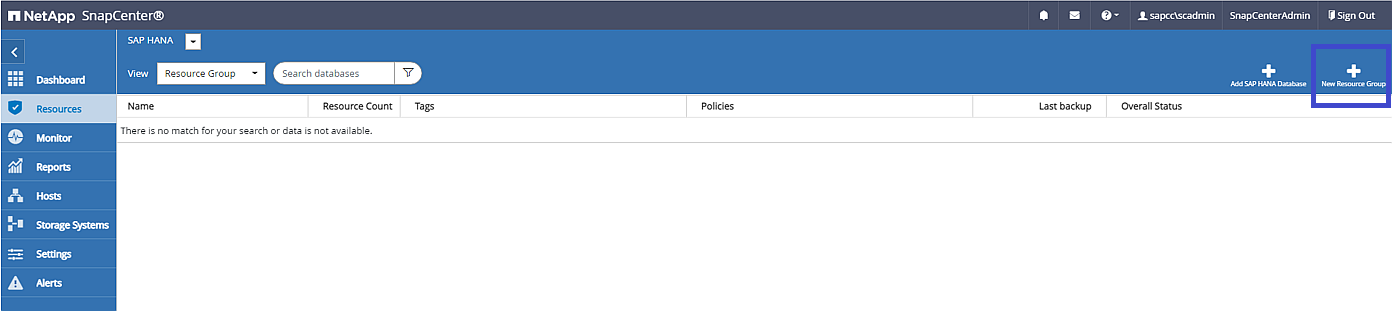 NetApp SnapCenter®
sapcc\scadmin SnapCenterAdmin Sign Out
SAP HANA
View Resource Group Search databases
Add SAP HANA Database New Resource Group
Dashboard
Resources
Monitor
Reports
Hosts
Storage Systems
Settings
Alerts
Name Resource Count Tags Policies Last backup Overall Status
There is no match for your search or data is not available.